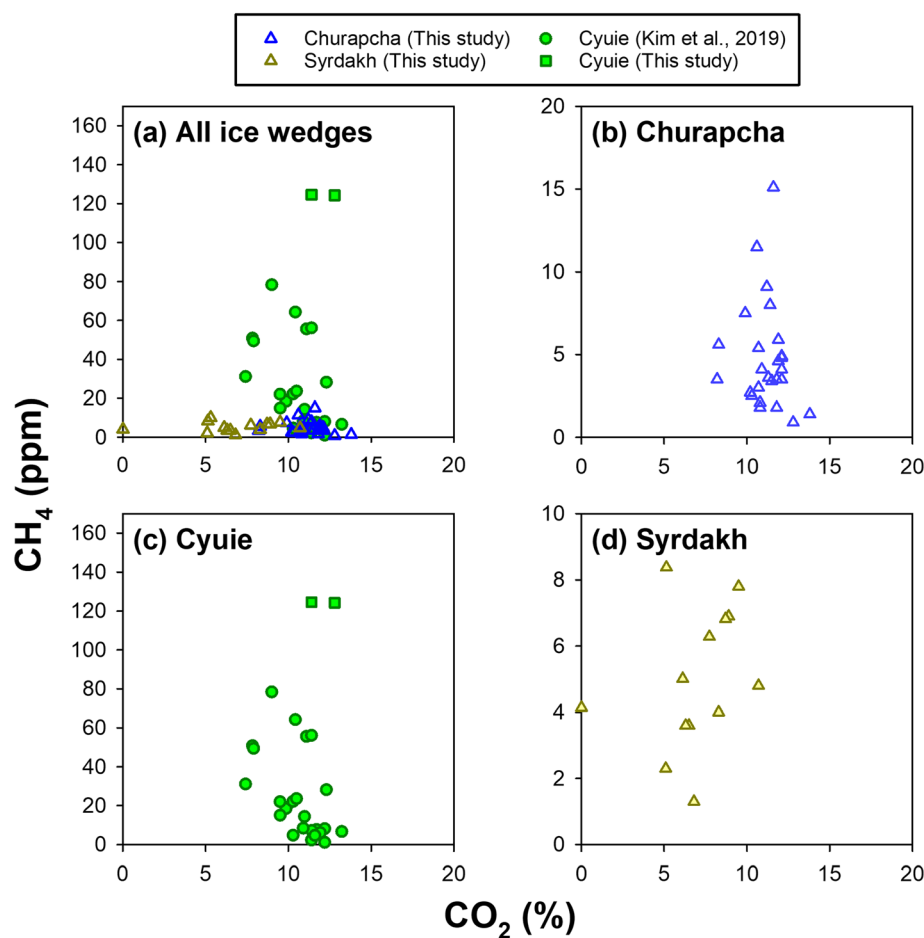 Churapcha (This study) Cyuie (Kim et al., 2019)
Syrdakh (This study) Cyuie (This study)
(a) All ice wedges
160
140
120
100
80
60
40
20
0
0 5 10 15 20
(b) Churapcha
20
15
10
5
0
0 5 10 15 20
(c) Cyuie
160
140
120
100
80
60
40
20
0
0 5 10 15 20
(d) Syrdakh
10
8
6
4
2
0
0 5 10 15 20
CH₄ (ppm)
CO₂ (%)